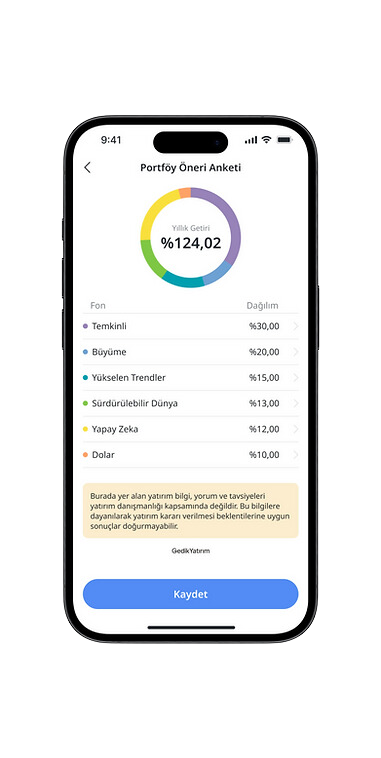 9:41
Portföy Öneri Anketi
Yıllık Getiri
%124,02
Fon Dağılım
Temkinli %30,00
Büyüme %20,00
Yükselen Trendler %15,00
Sürdürülebilir Dünya %13,00
Yapay Zeka %12,00
Dolar %10,00
Burada yer alan yatırım bilgi, yorum ve tavsiyeleri
yatırım danışmanlığı kapsamında değildir. Bu bilgilere
dayanılarak yatırım kararı verilmesi beklentilerine uygun
sonuçlar doğurmayabilir.
GedikYatırım
Kaydet